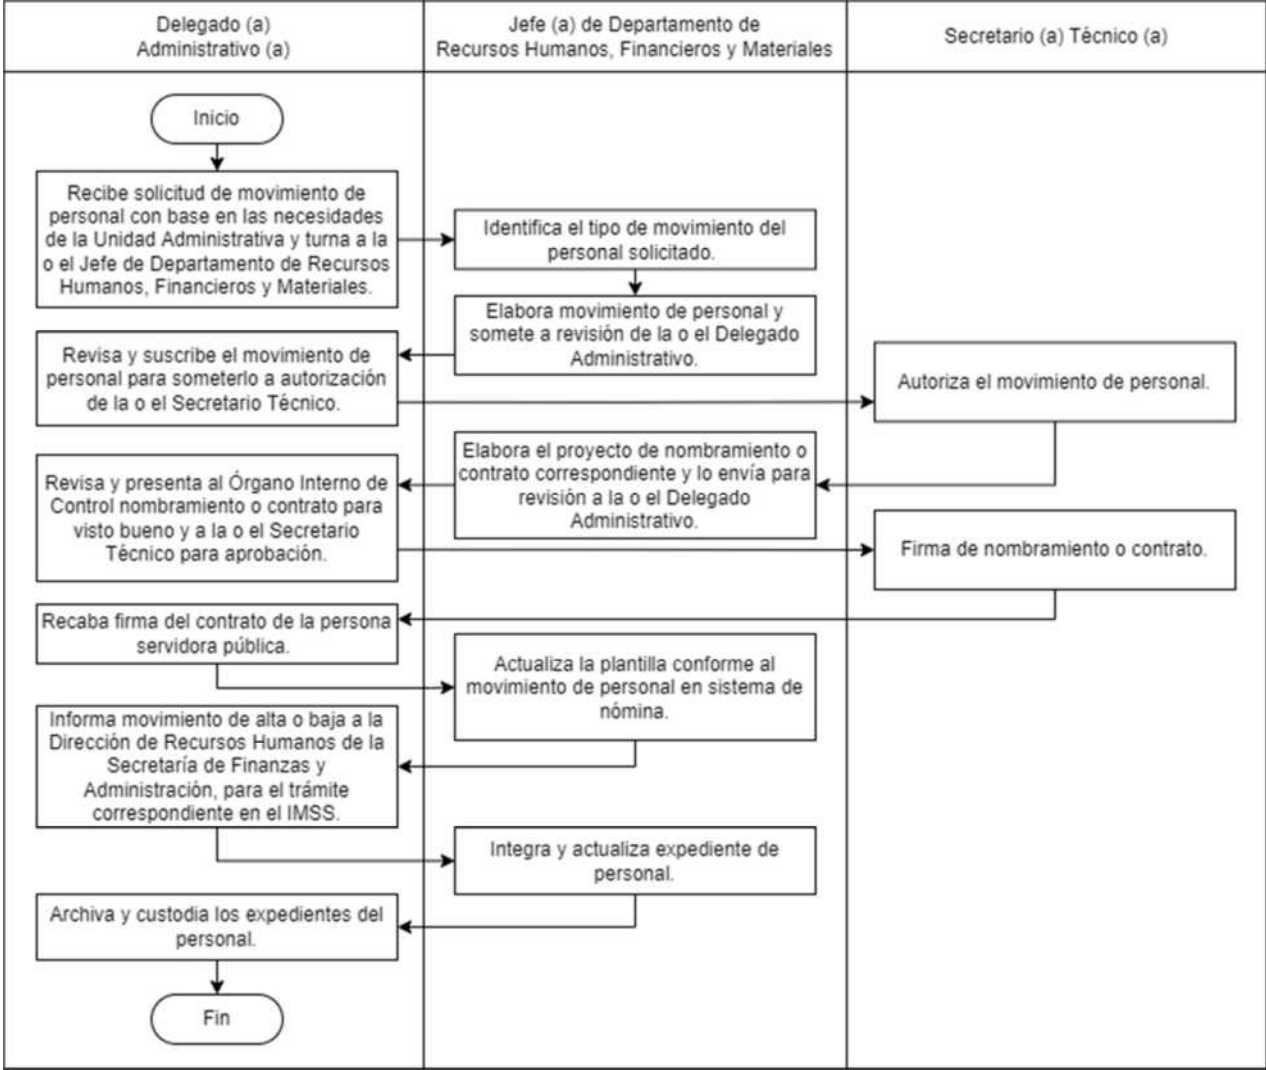 Delegado (a)
Administrativo (a)
Jefe (a) de Departamento de
Recursos Humanos, Financieros y Materiales
Secretario (a) Técnico (a)
Inicio
Recibe solicitud de movimiento de
personal con base en las necesidades
de la Unidad Administrativa y turna a la
o el Jefe de Departamento de Recursos
Humanos, Financieros y Materiales.
Identifica el tipo de movimiento del
personal solicitado.
Elabora movimiento de personal y
somete a revisión de la o el Delegado
Administrativo.
Revisa y suscribe el movimiento de
personal para someterlo a autorización
de la o el Secretario Técnico.
Autoriza el movimiento de personal.
Elabora el proyecto de nombramiento o
contrato correspondiente y lo envía para
revisión a la o el Delegado
Administrativo.
Revisa y presenta al Órgano Interno de
Control nombramiento o contrato para
visto bueno y a la o el Secretario
Técnico para aprobación.
Firma de nombramiento o contrato.
Recaba firma del contrato de la persona
servidora pública.
Actualiza la plantilla conforme al
movimiento de personal en sistema de
nómina.
Informa movimiento de alta o baja a la
Dirección de Recursos Humanos de la
Secretaría de Finanzas y
Administración, para el trámite
correspondiente en el IMSS.
Integra y actualiza expediente de
personal.
Archiva y custodia los expedientes del
personal.
Fin